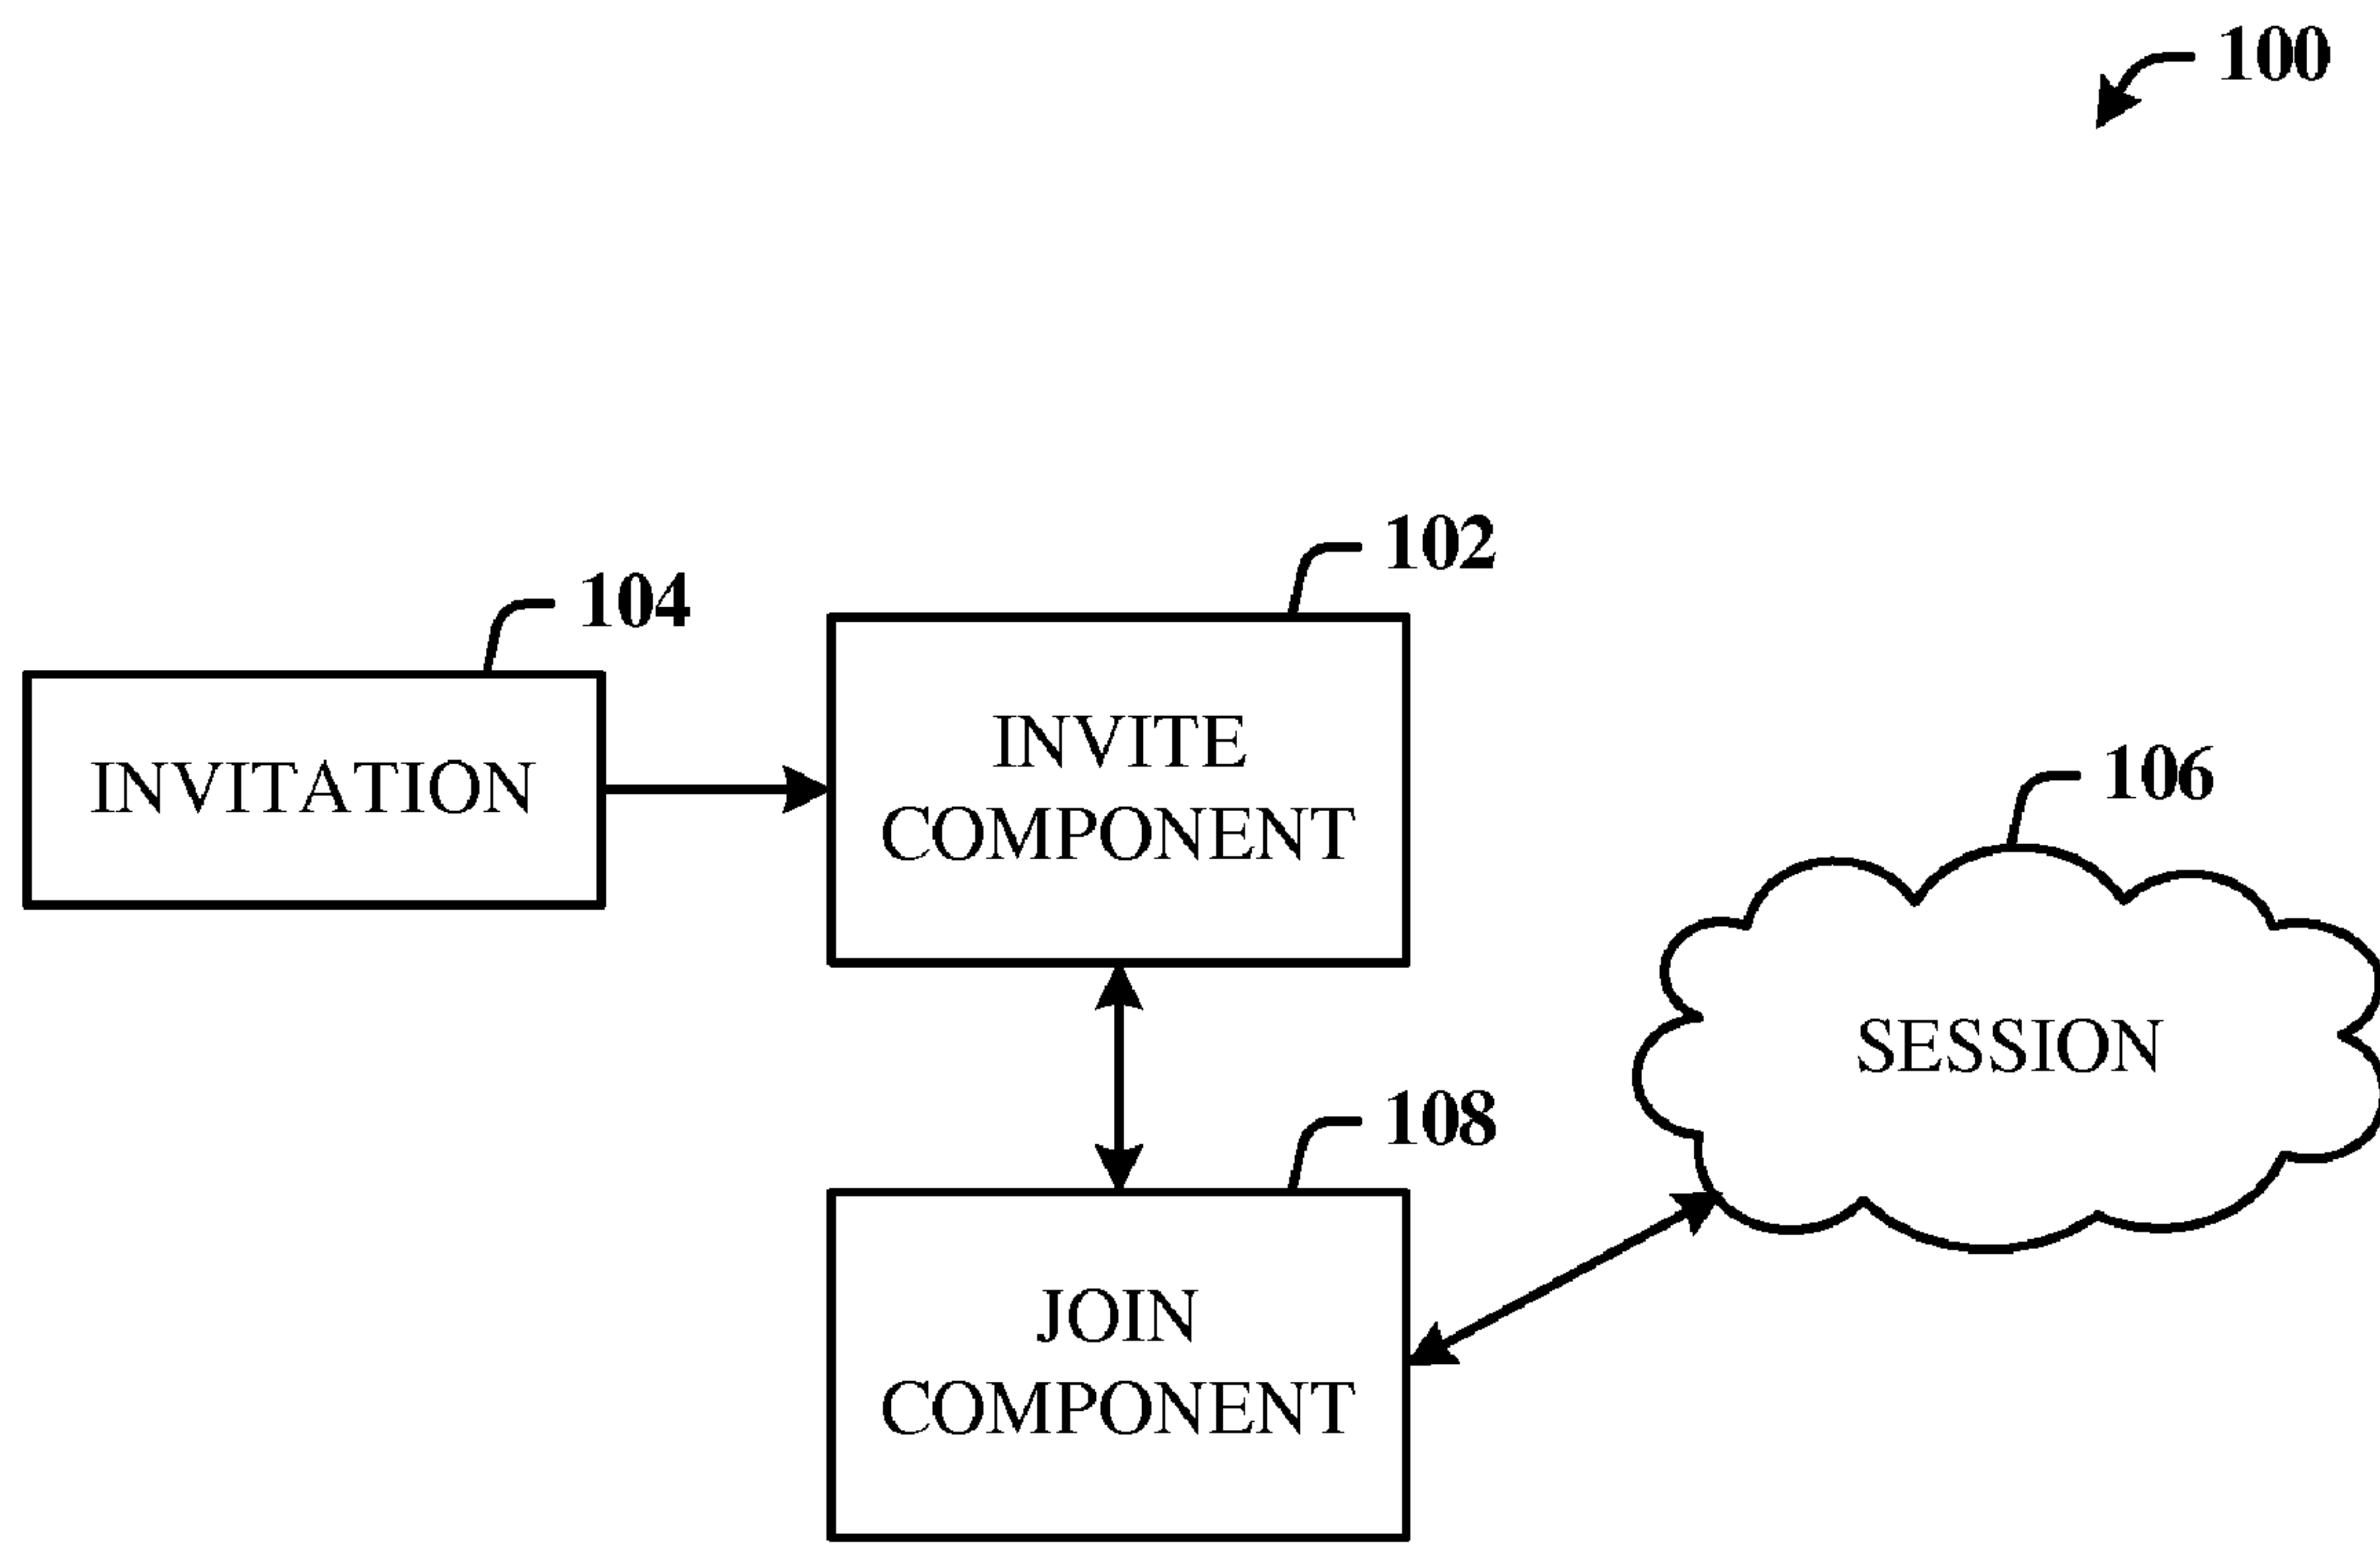 100
102
104
INVITE
COMPONENT
INVITATION
106
SESSION
108
JOIN
COMPONENT